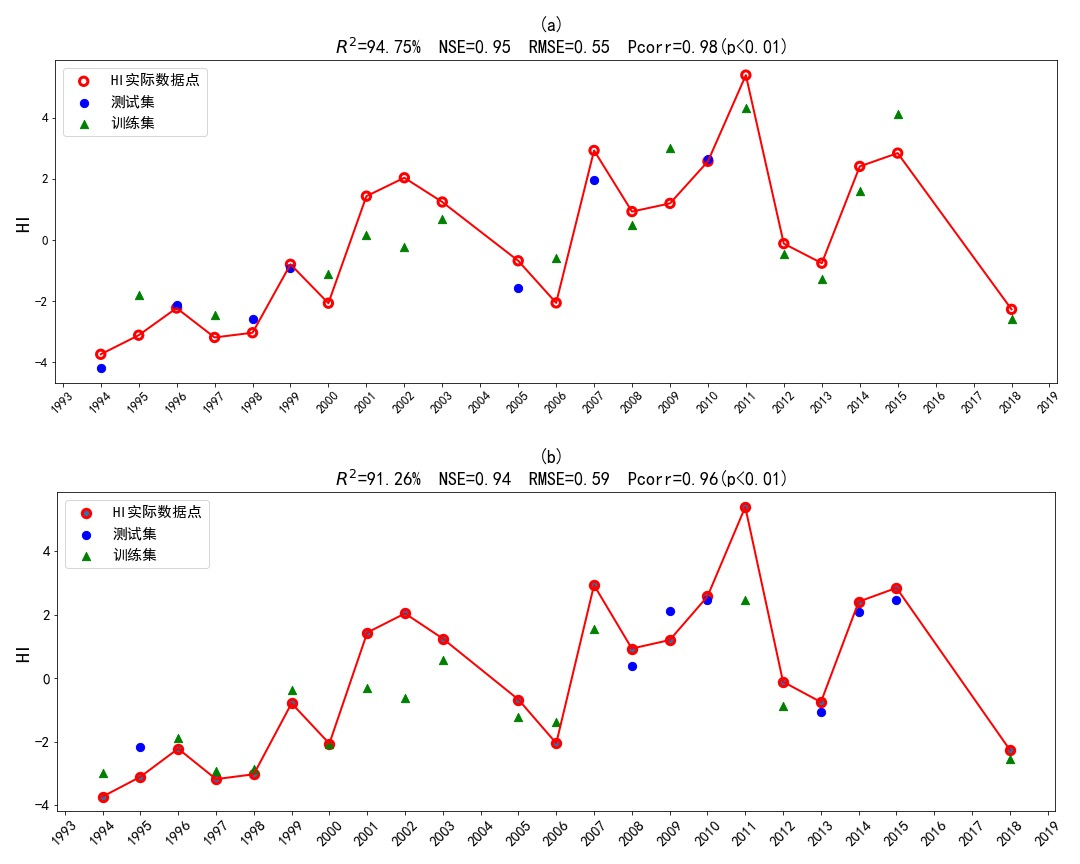 (a)
R²=94.75% NSE=0.95 RMSE=0.55 Pcorr=0.98(p<0.01)
HI实际数据点
测试集
训练集
4
2
0
−2
−4
HI
1993 1994 1995 1996 1997 1998 1999 2000 2001 2002 2003 2004 2005 2006 2007 2008 2009 2010 2011 2012 2013 2014 2015 2016 2017 2018 2019
(b)
R²=91.26% NSE=0.94 RMSE=0.59 Pcorr=0.96(p<0.01)
HI实际数据点
测试集
训练集
4
2
0
−2
−4
HI
1993 1994 1995 1996 1997 1998 1999 2000 2001 2002 2003 2004 2005 2006 2007 2008 2009 2010 2011 2012 2013 2014 2015 2016 2017 2018 2019